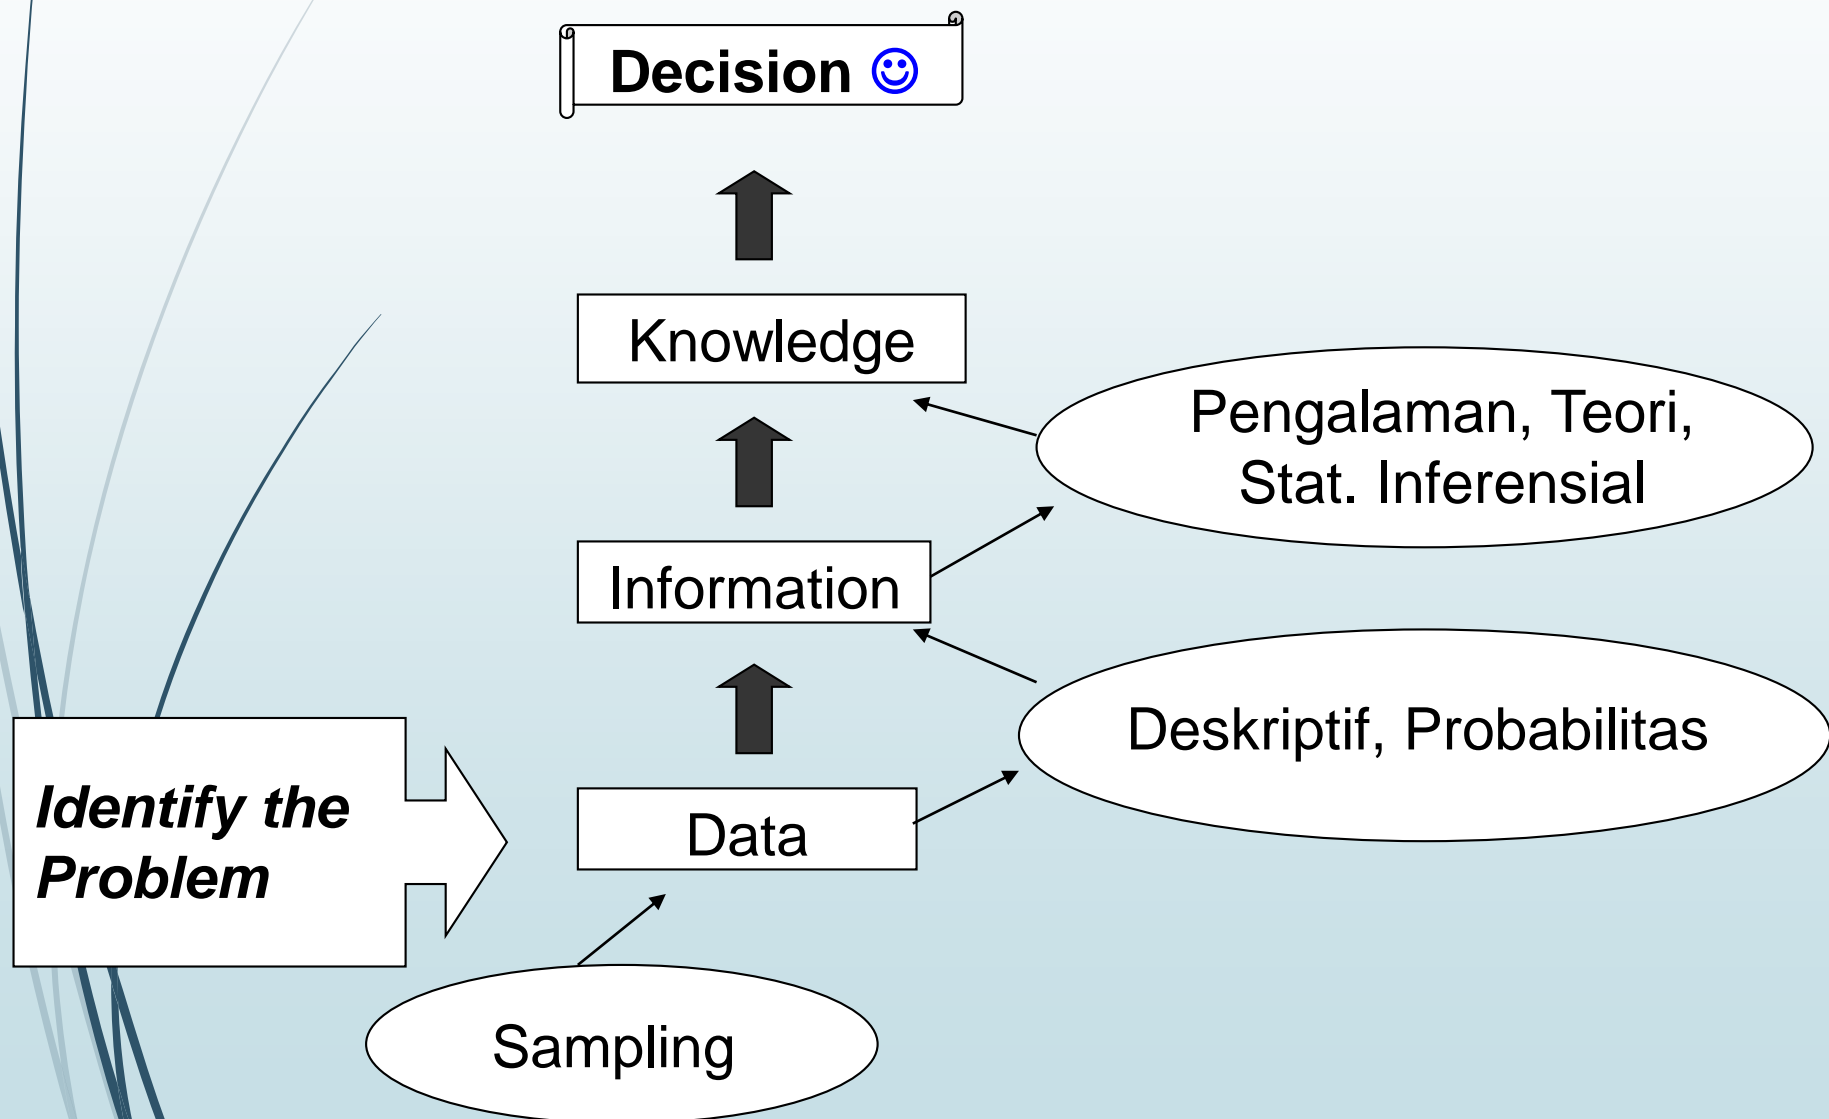 Decision ☺
Knowledge
Pengalaman, Teori,
Stat. Inferensial
Information
Deskriptif, Probabilitas
Identify the
Problem
Data
Sampling